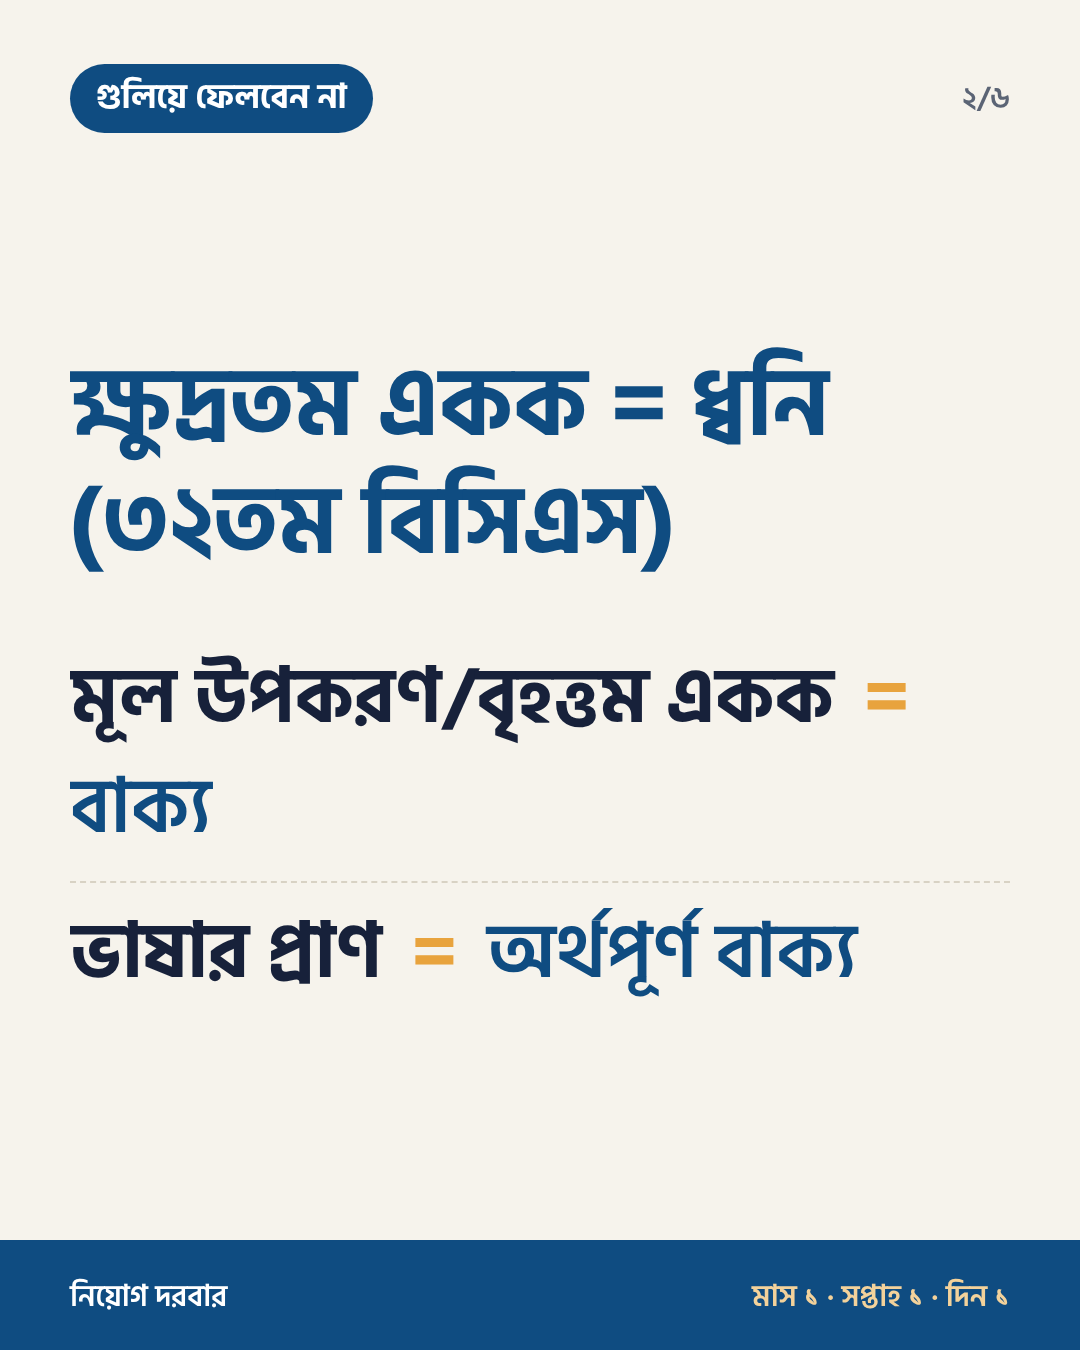 গুলিয়ে ফেলবেন না
২/৬
ক্ষুদ্রতম একক = ধ্বনি
(৩২তম বিসিএস)
মূল উপকরণ/বৃহত্তম একক =
বাক্য
ভাষার প্রাণ = অর্থপূর্ণ বাক্য
নিয়োগ দরবার
মাস ১ · সপ্তাহ ১ · দিন ১